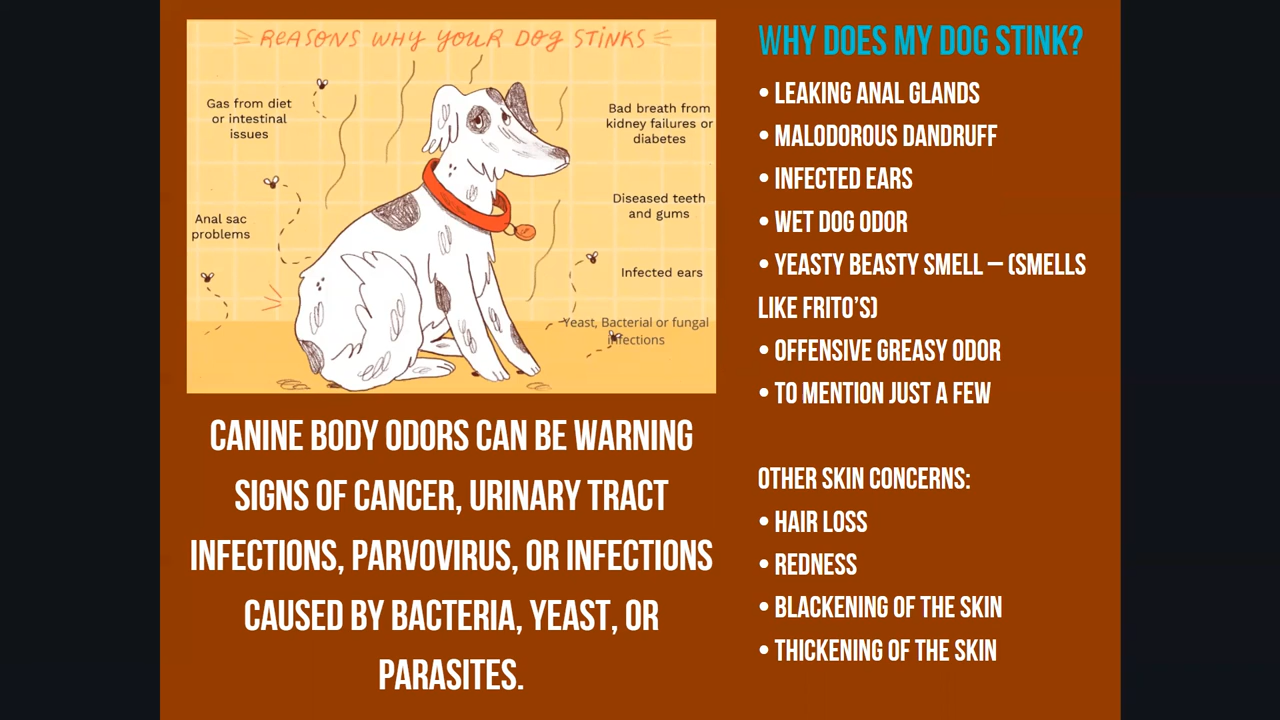 REASONS WHY YOUR DOG STINKS
Gas from diet
or intestinal
issues
Anal sac
problems
Bad breath from
kidney failures or
diabetes
Diseased teeth
and gums
Infected ears
Yeast, Bacterial or fungal
infections
CANINE BODY ODORS CAN BE WARNING
SIGNS OF CANCER, URINARY TRACT
INFECTIONS, PARVOVIRUS, OR INFECTIONS
CAUSED BY BACTERIA, YEAST, OR
PARASITES.
WHY DOES MY DOG STINK?
• LEAKING ANAL GLANDS
• MALODOROUS DANDRUFF
• INFECTED EARS
• WET DOG ODOR
• YEASTY BEASTY SMELL – (SMELLS
LIKE FRITO'S)
• OFFENSIVE GREASY ODOR
• TO MENTION JUST A FEW
OTHER SKIN CONCERNS:
• HAIR LOSS
• REDNESS
• BLACKENING OF THE SKIN
• THICKENING OF THE SKIN